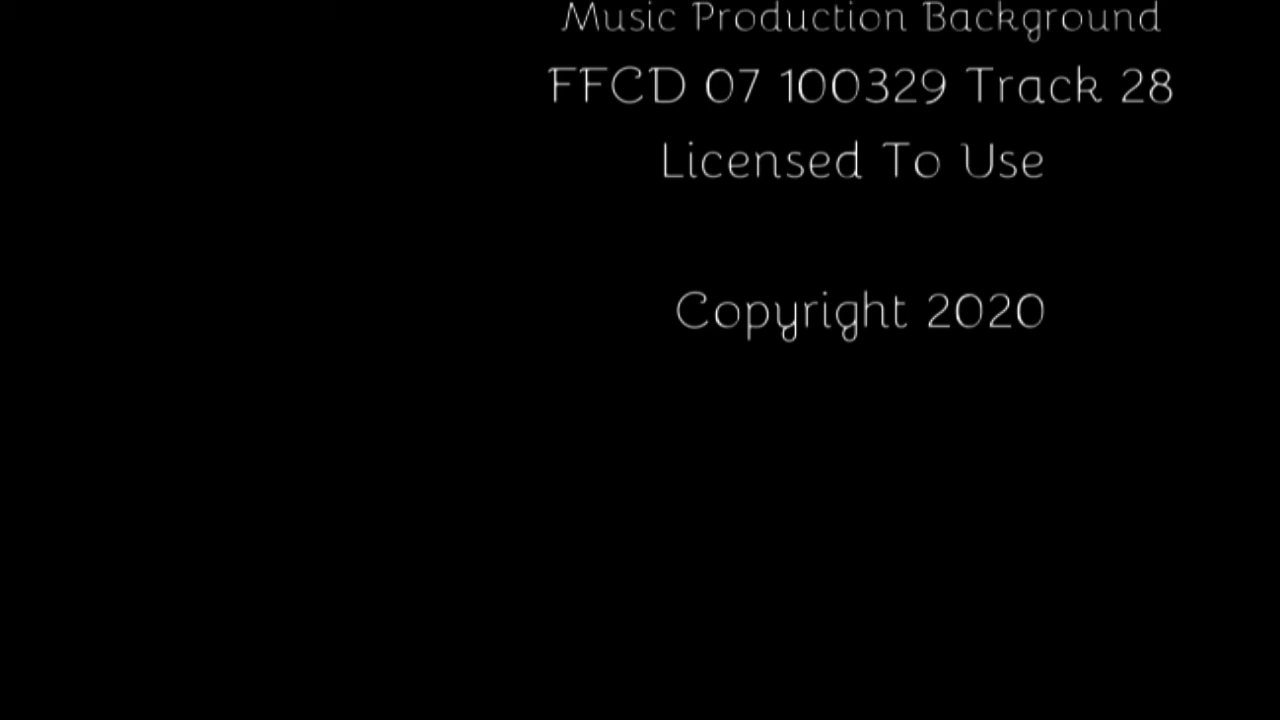 Music Production Background
FFCD 07 100329 Track 28
Licensed To Use
Copyright 2020